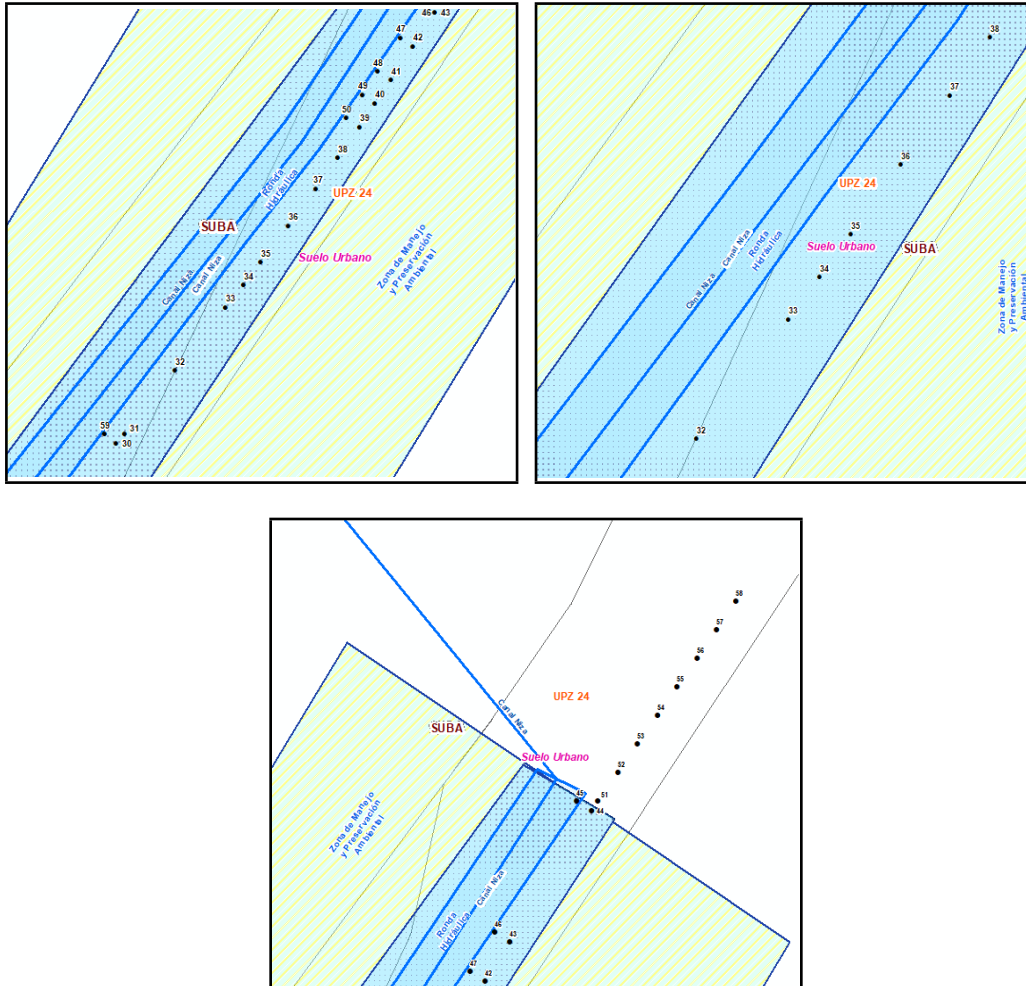 46 43
47
42
48
41
49
40
50
39
38
37
UPZ 24
Ronda
Hidráulica
36
SUBA
35
Suelo Urbano
Zona de Manejo
y Preservación
Ambiental
34
Canal Niza
Canal Niza
33
32
59
31
30
38
37
36
UPZ 24
35
Canal Niza
Ronda
Hidráulica
Suelo Urbano
SUBA
34
Canal Niza
Zona de Manejo
y Preservación
Ambiental
33
32
58
57
56
55
UPZ 24
54
Canal Niza
SUBA
53
Suelo Urbano
52
45
51
44
Zona de Manejo
y Preservación
Ambiental
Canal Niza
Ronda
Hidráulica
46
43
47
42